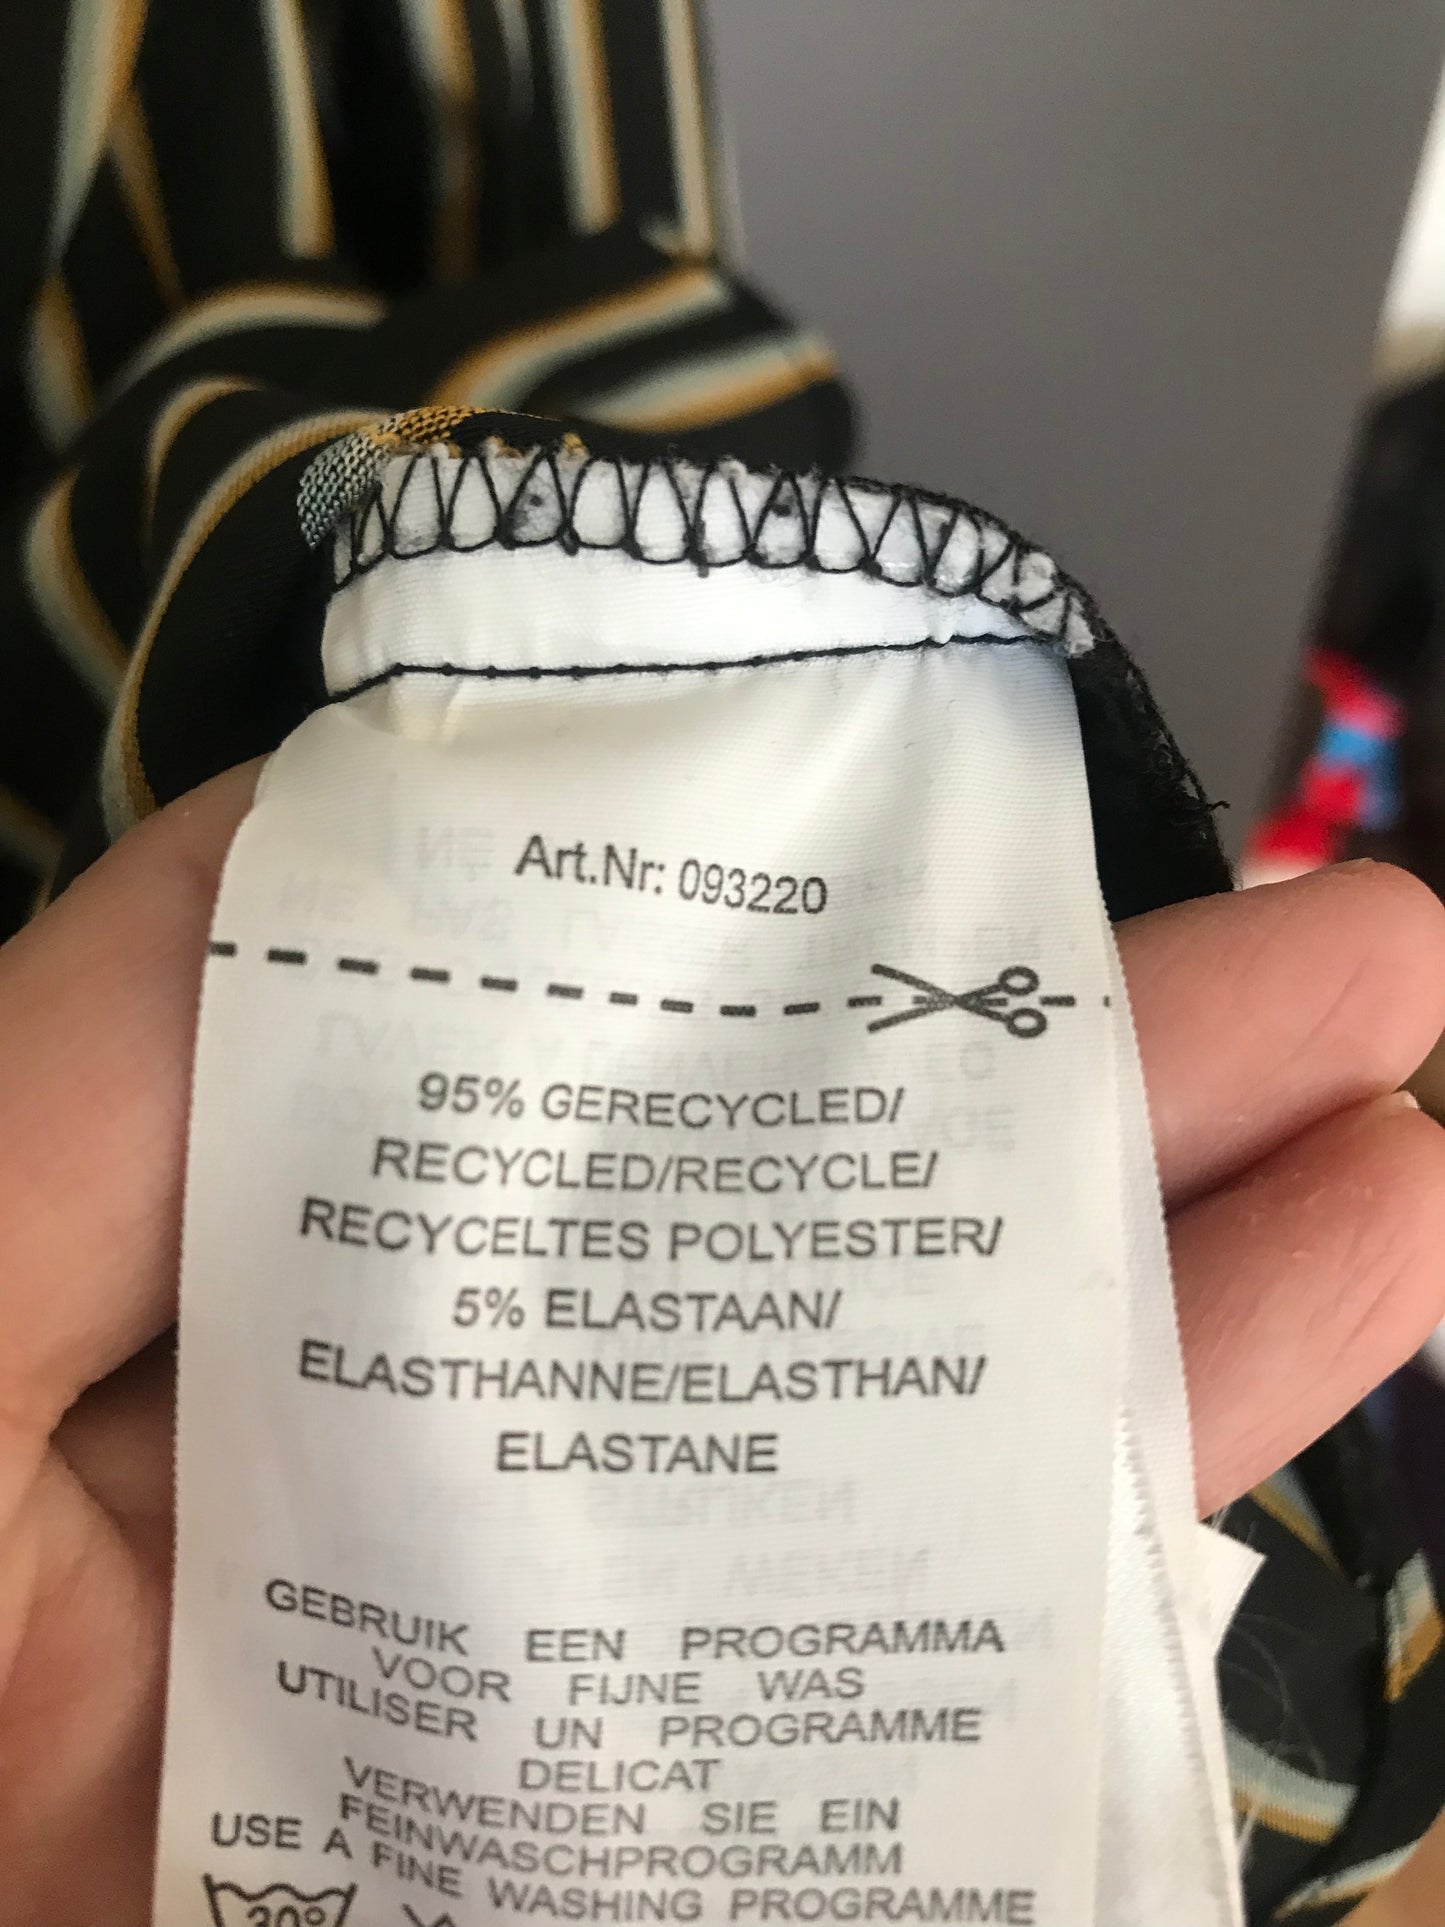 Art.Nr: 093220
95% GERECYCLED/
RECYCLED/RECYCLE/
RECYCELTES POLYESTER/
5% ELASTAAN/
ELASTHANNE/ELASTHAN/
ELASTANE
GEBRUIK EEN PROGRAMMA
VOOR FIJNE WAS
UTILISER UN PROGRAMME
DELICAT
VERWENDEN SIE EIN
FEINWASCHPROGRAMM
USE A FINE WASHING PROGRAMME
30°